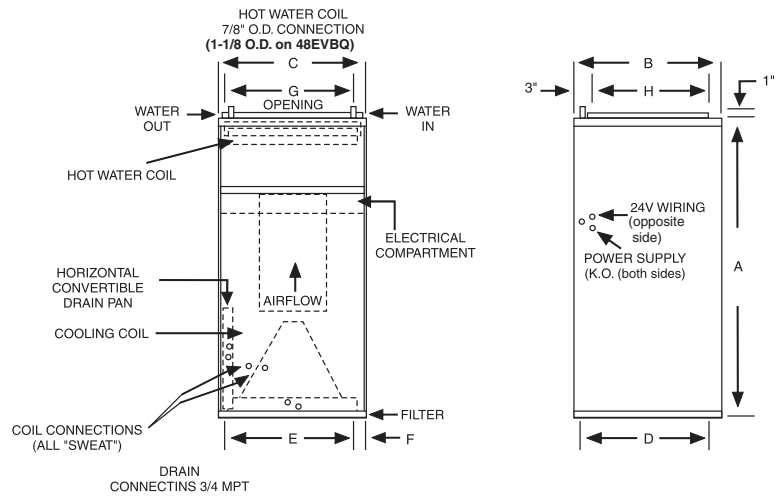 HOT WATER COIL
7/8" O.D. CONNECTION
(1-1/8 O.D. on 48EVBQ)
C
G
OPENING
WATER
OUT
WATER
IN
HOT WATER COIL
ELECTRICAL
COMPARTMENT
HORIZONTAL
CONVERTIBLE
DRAIN PAN
AIRFLOW
COOLING COIL
COIL CONNECTIONS
(ALL "SWEAT")
FILTER
E
F
DRAIN
CONNECTINS 3/4 MPT
B
3"
H
1"
24V WIRING
(opposite
side)
POWER SUPPLY
(K.O. (both sides)
A
D